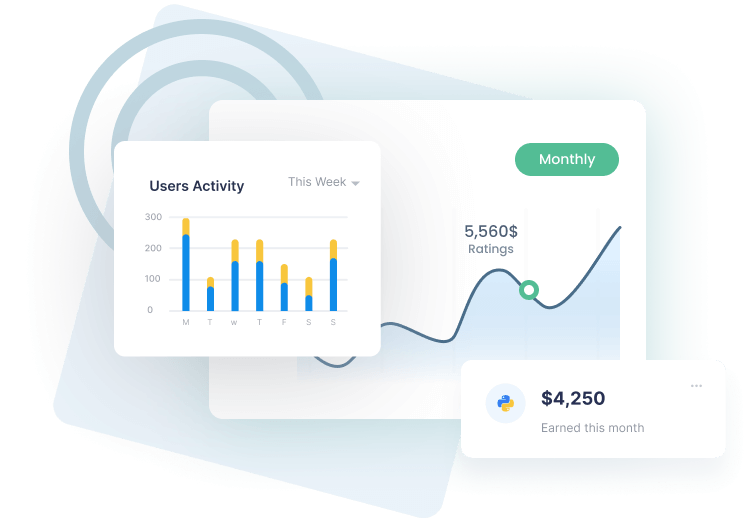 Monthly
Users Activity
This Week
300
200
100
0
M T w T F S S
5,560$
Ratings
$4,250
Earned this month